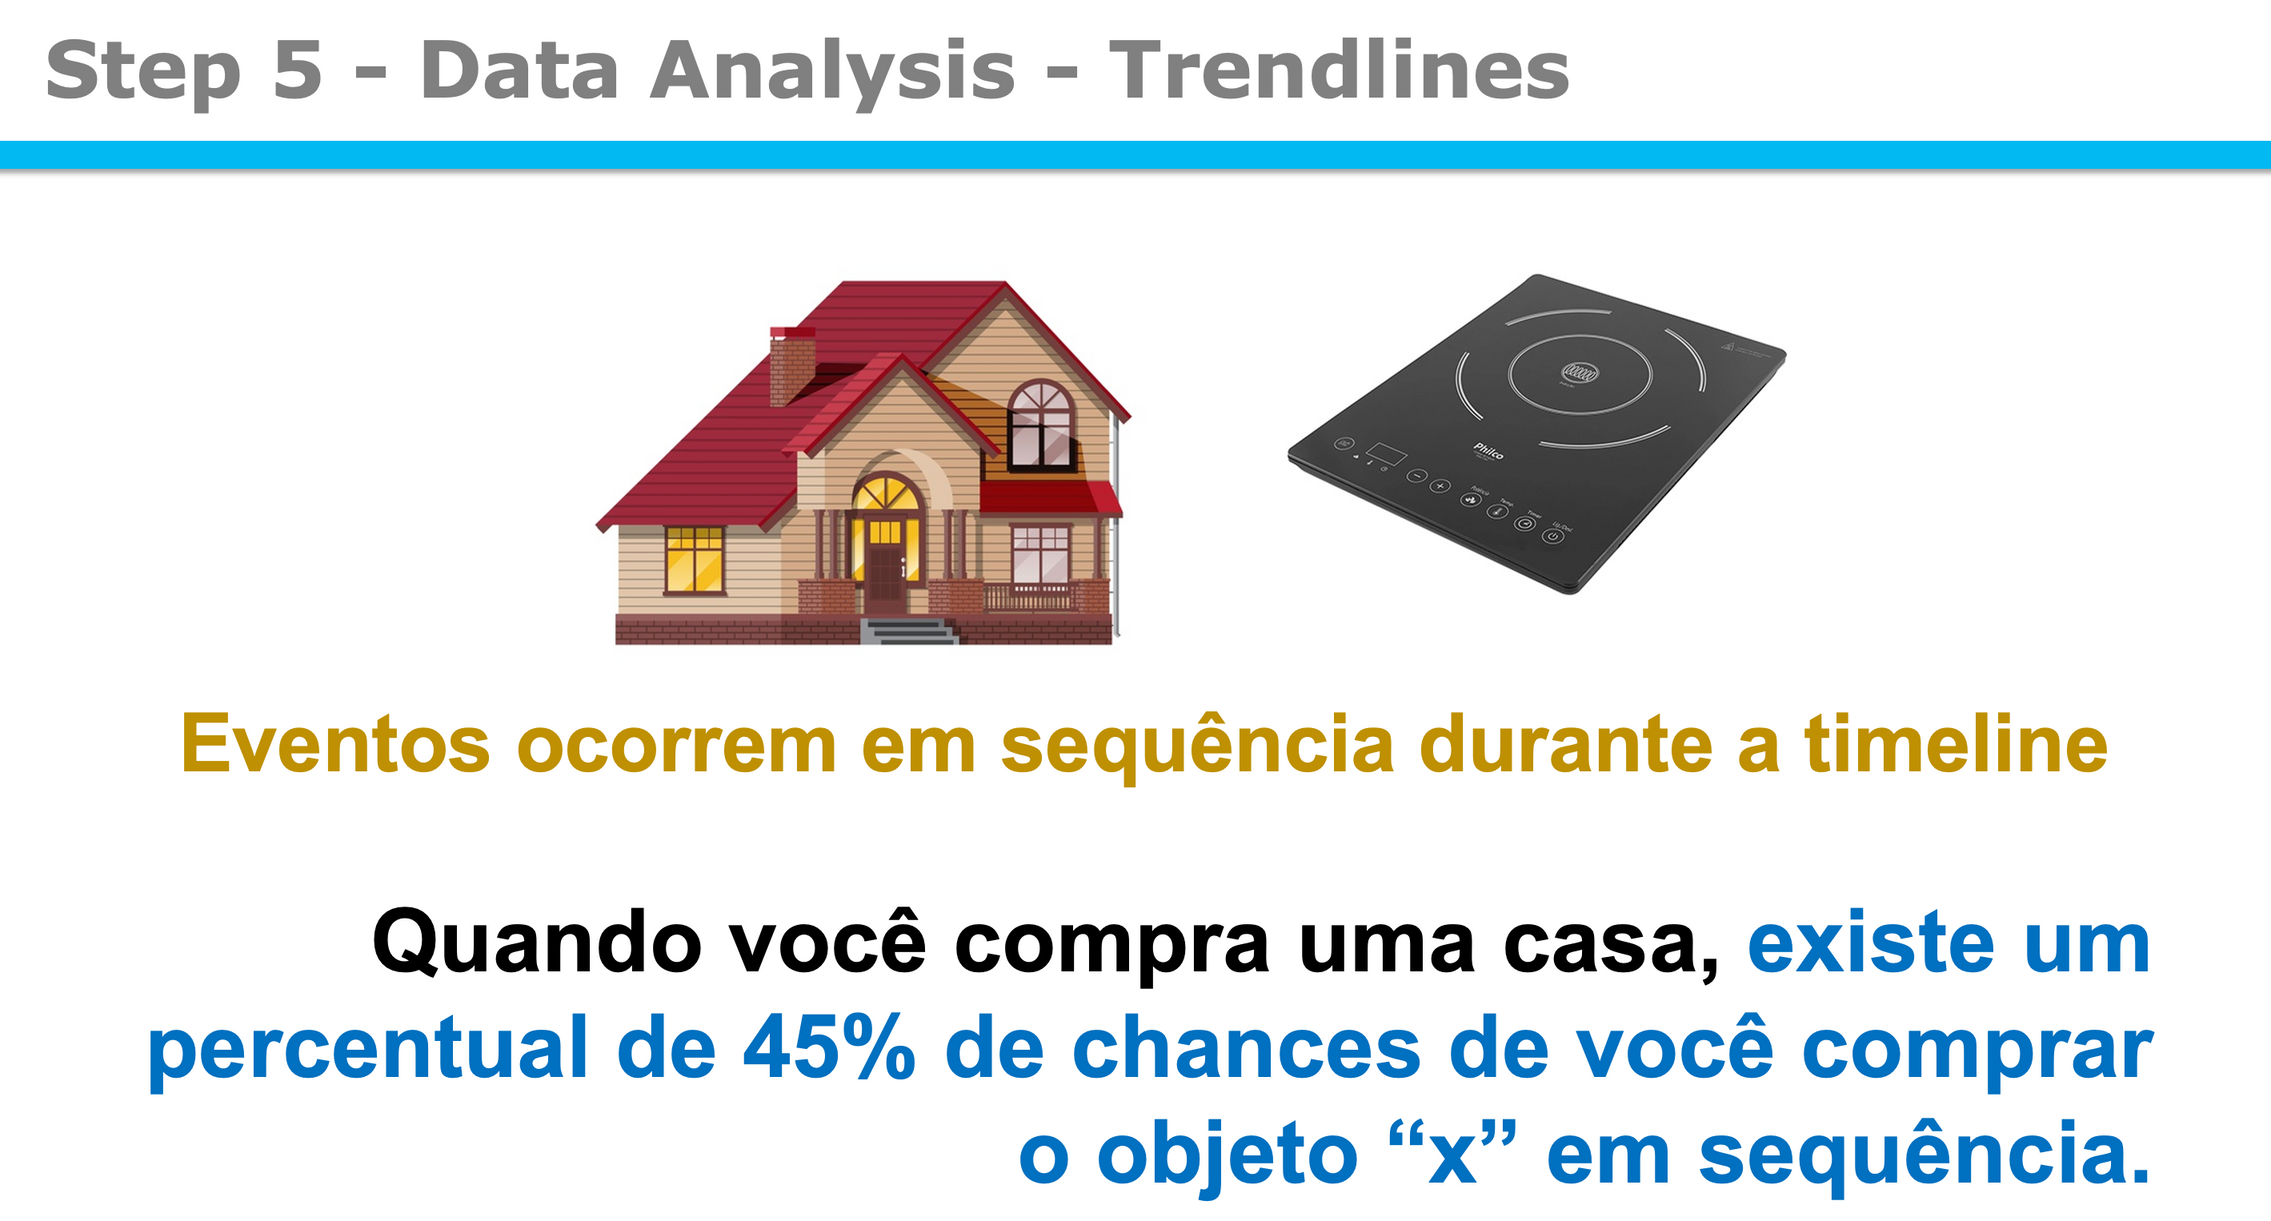 Step 5 - Data Analysis - Trendlines
Philco
Timer
Eventos ocorrem em sequência durante a timeline
Quando você compra uma casa, existe um
percentual de 45% de chances de você comprar
o objeto “x” em sequência.